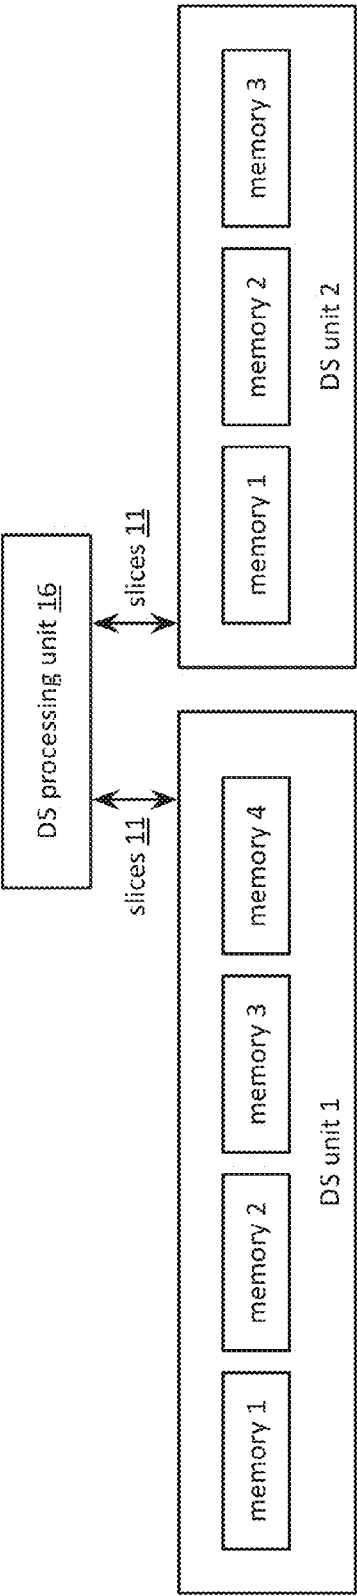 DS processing unit 16
slices 11
slices 11
memory 1
memory 2
memory 3
memory 4
DS unit 1
memory 1
memory 2
memory 3
DS unit 2